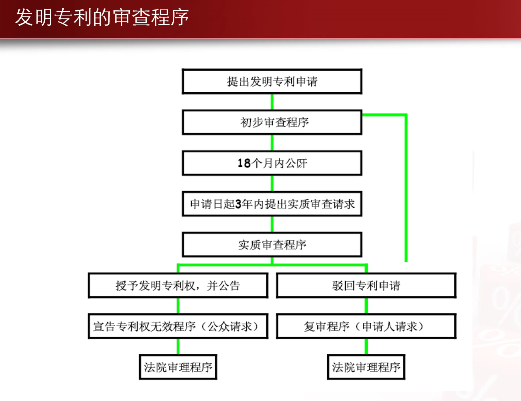 发明专利的审查程序
提出发明专利申请
初步审查程序
18个月内公开
申请日起3年内提出实质审查请求
实质审查程序
授予发明专利权，并公告
驳回专利申请
宣告专利权无效程序（公众请求）
复审程序（申请人请求）
法院审理程序
法院审理程序